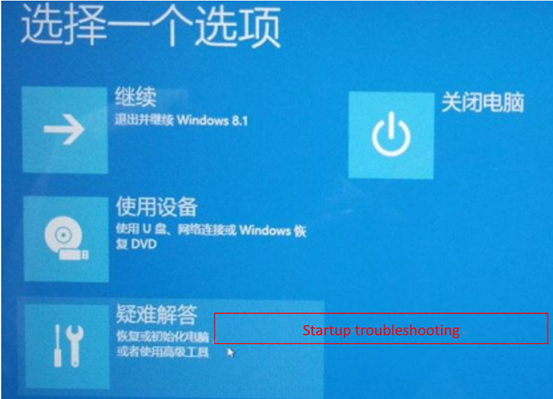 选择一个选项
继续
退出并继续 Windows 8.1
关闭电脑
使用设备
使用 U 盘、网络连接或 Windows 恢
复 DVD
疑难解答
恢复或初始化电脑
或者使用高级工具
Startup troubleshooting